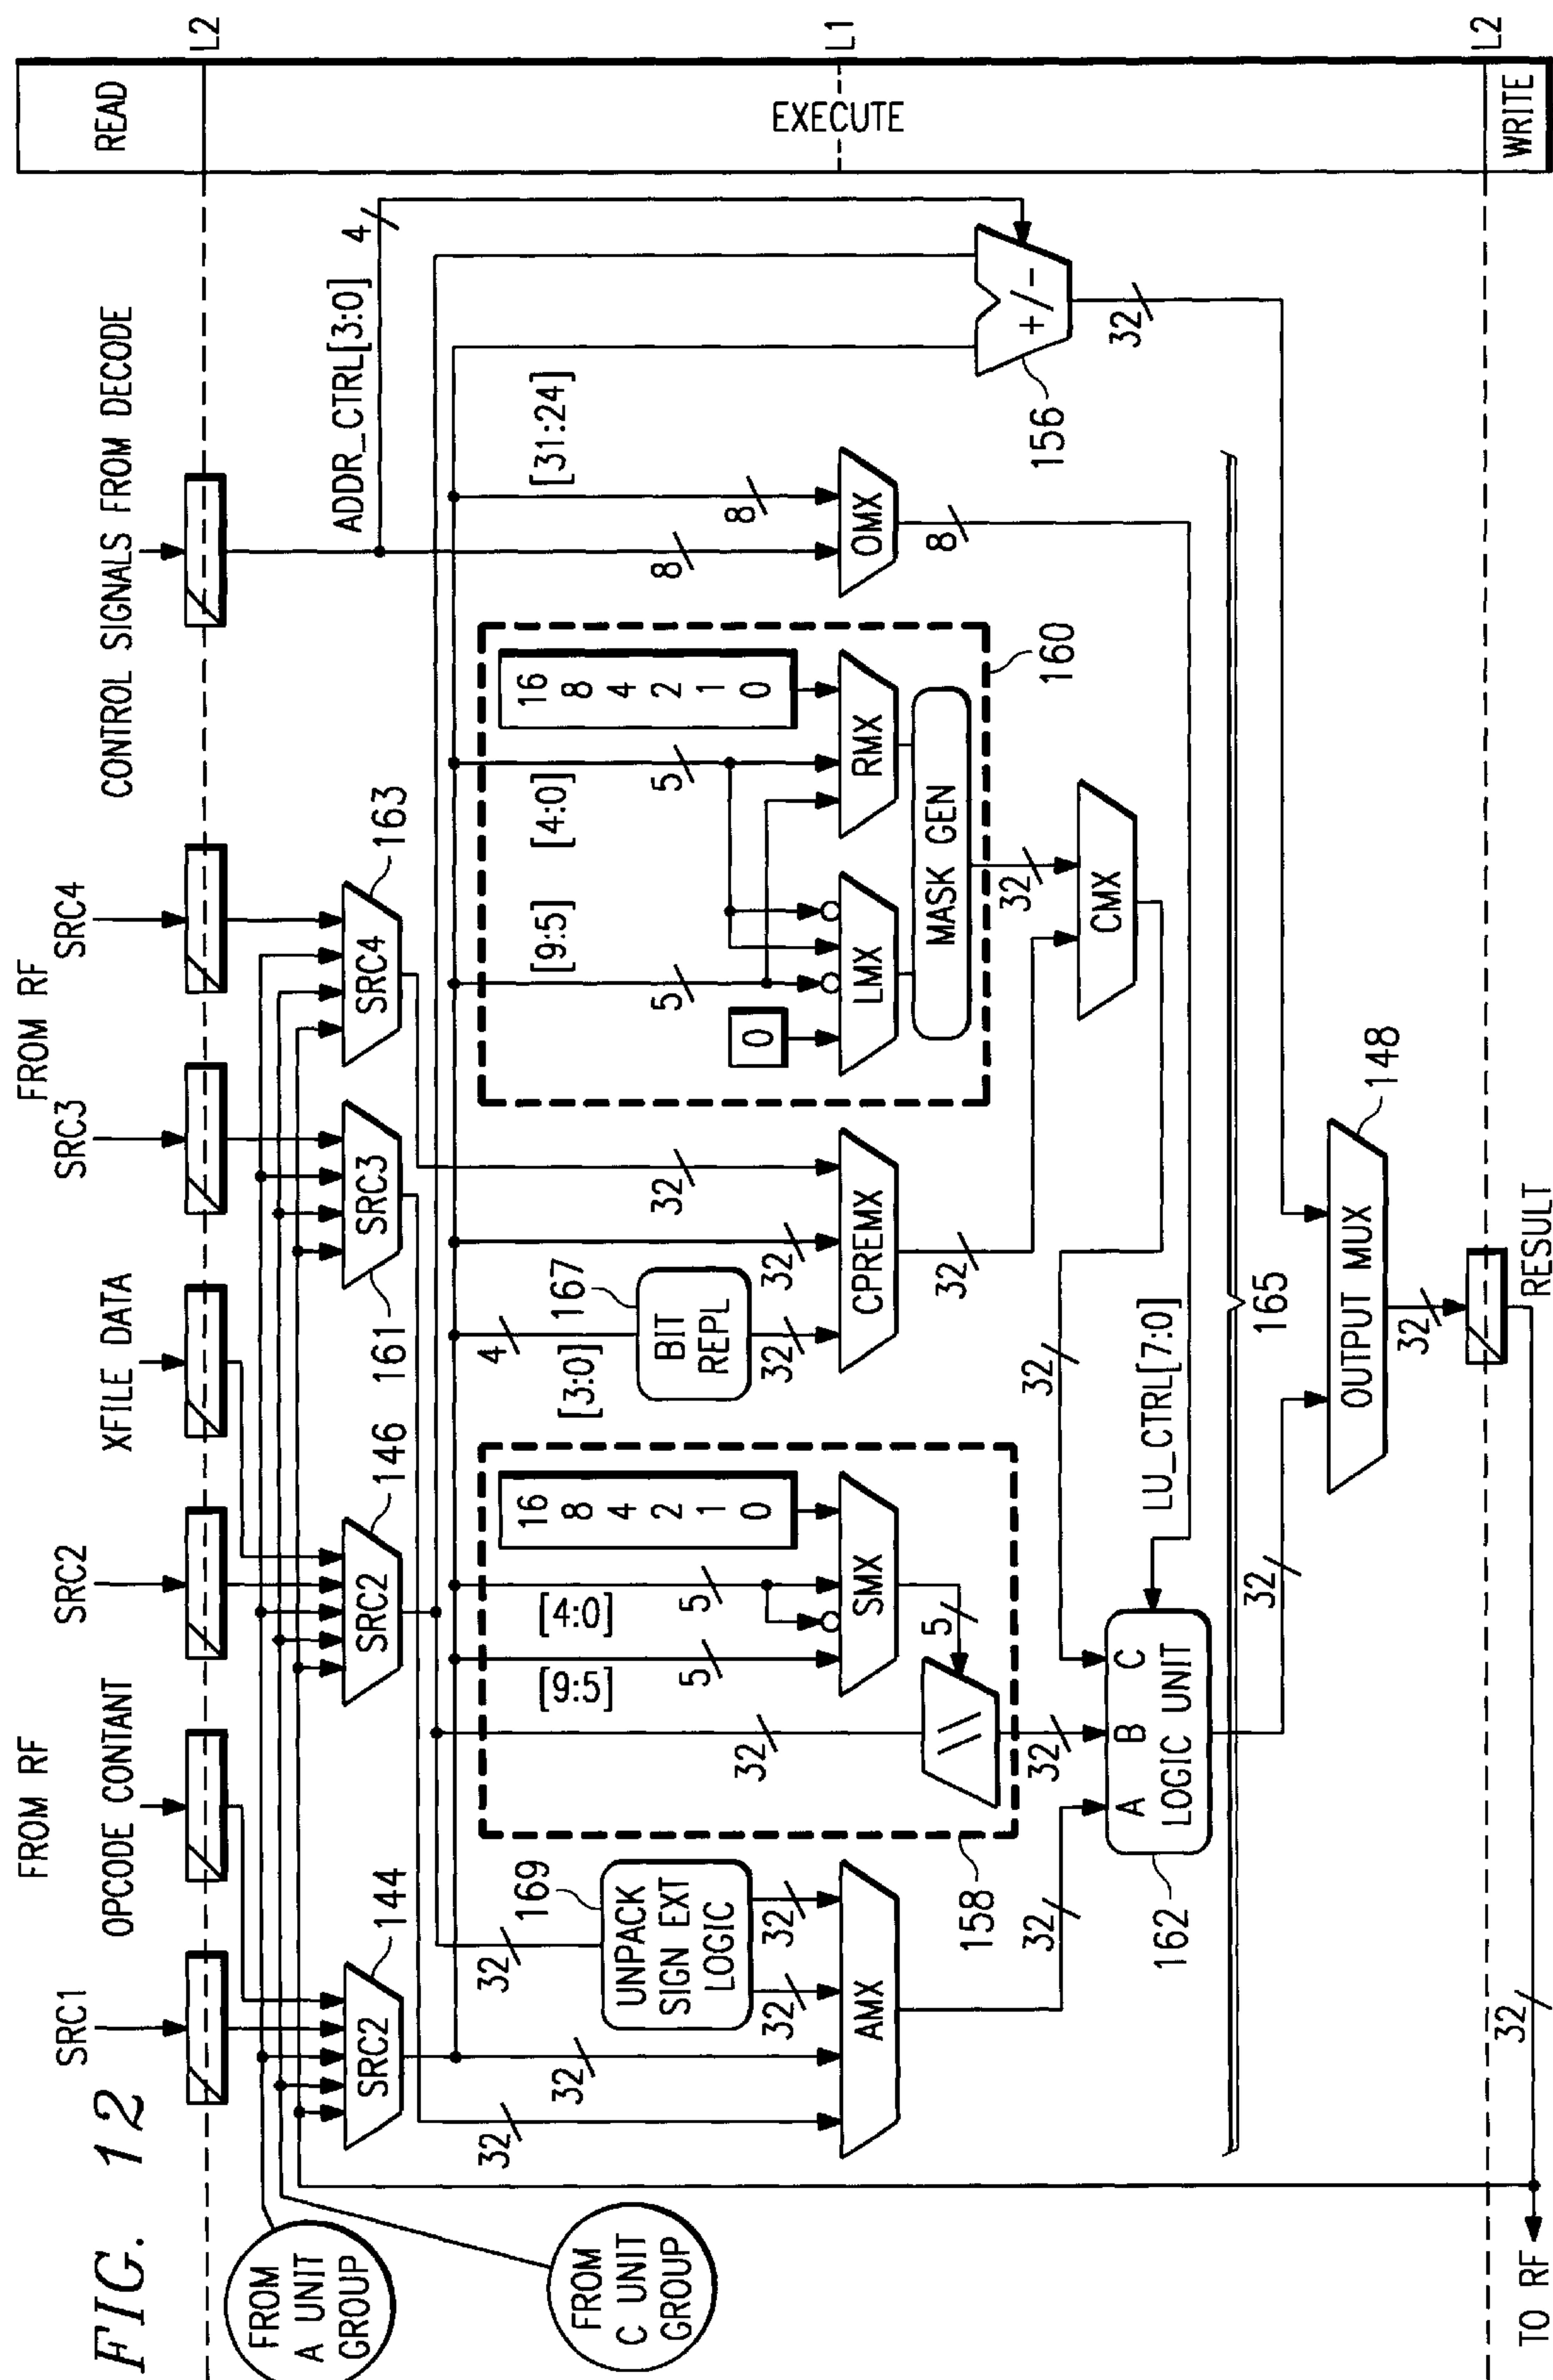 FIG. 12
FROM RF
FROM RF
SRC1
OPCODE CONTANT
SRC2
XFILE DATA
SRC3
SRC4
CONTROL SIGNALS FROM DECODE
READ
L2
FROM
A UNIT
GROUP
FROM
C UNIT
GROUP
SRC2
144
SRC2
146
SRC3
161
SRC4
163
ADDR_CTRL[3:0]
4
32
32
32
169
UNPACK
SIGN EXT
LOGIC
32
32
AMX
[9:5]
[4:0]
5
5
16
8
4
2
1
0
SMX
5
32
32
158
4
[3:0]
167
BIT
REPL
32
32
32
CPREMX
32
[9:5]
[4:0]
5
5
0
16
8
4
2
1
0
LMX
RMX
MASK GEN
160
32
CMX
[31:24]
8
8
OMX
8
+/-
156
32
EXECUTE
L1
32
32
LU_CTRL[7:0]
A
B
C
LOGIC UNIT
162
165
32
OUTPUT MUX
148
32
L2
WRITE
RESULT
32
TO RF